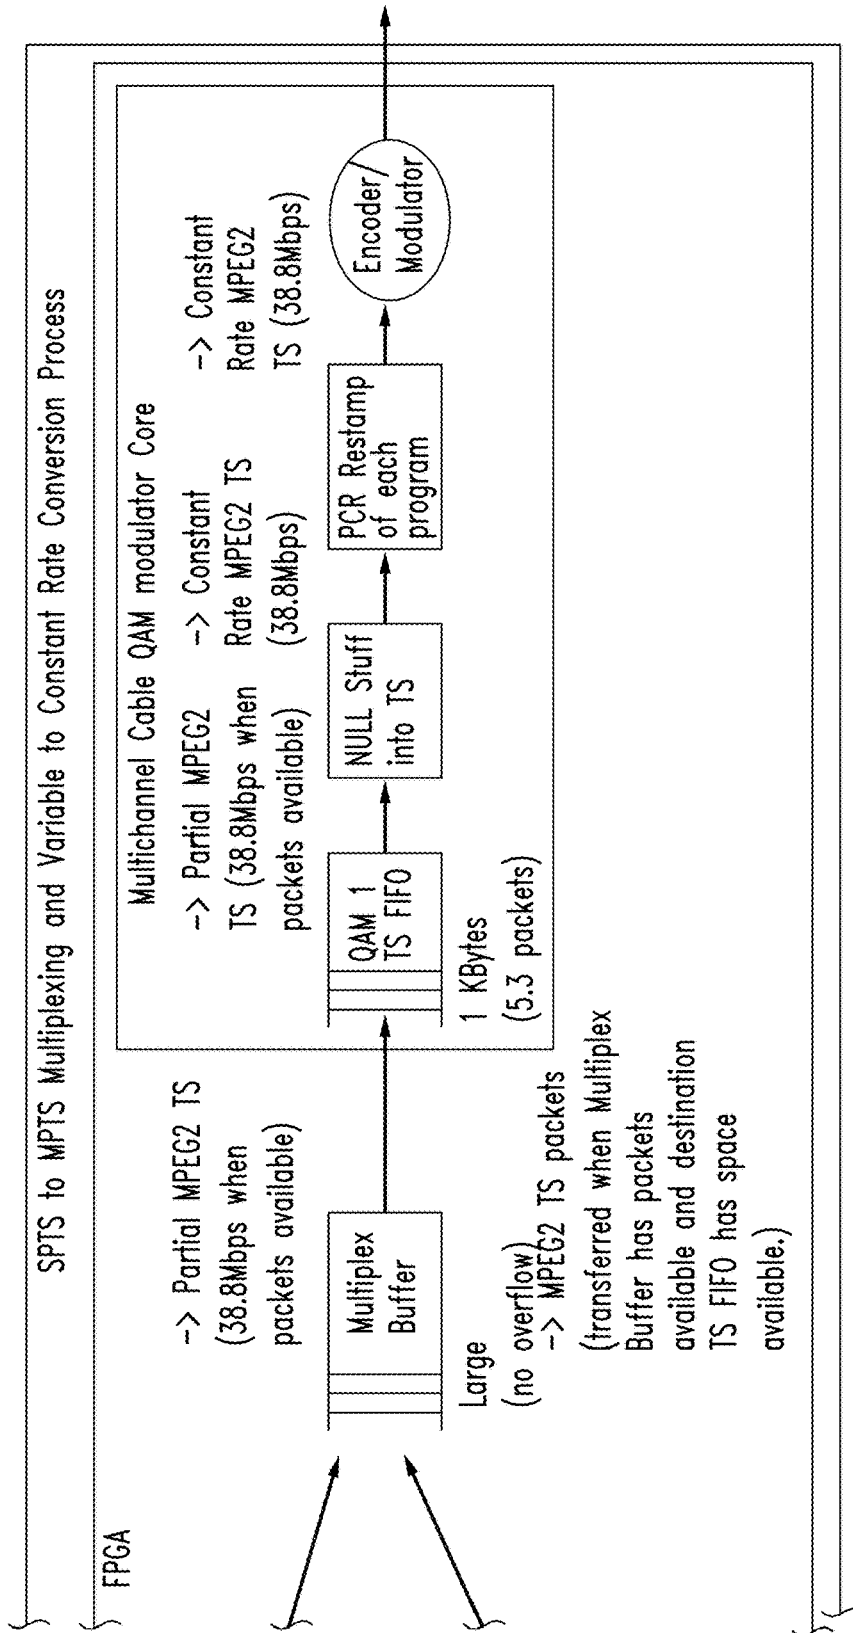 SPTS to MPTS Multiplexing and Variable to Constant Rate Conversion Process
FPGA
Multichannel Cable QAM modulator Core
-> Partial MPEG2 TS
(38.8Mbps when
packets available)
Multiplex
Buffer
Large
(no overflow)
-> MPEG2 TS packets
(transferred when Multiplex
Buffer has packets
available and destination
TS FIFO has space
available.)
-> Partial MPEG2
TS (38.8Mbps when
packets available)
QAM 1
TS FIFO
1 KBytes
(5.3 packets)
NULL Stuff
into TS
-> Constant
Rate MPEG2 TS
(38.8Mbps)
PCR Restamp
of each
program
-> Constant
Rate MPEG2
TS (38.8Mbps)
Encoder/
Modulator